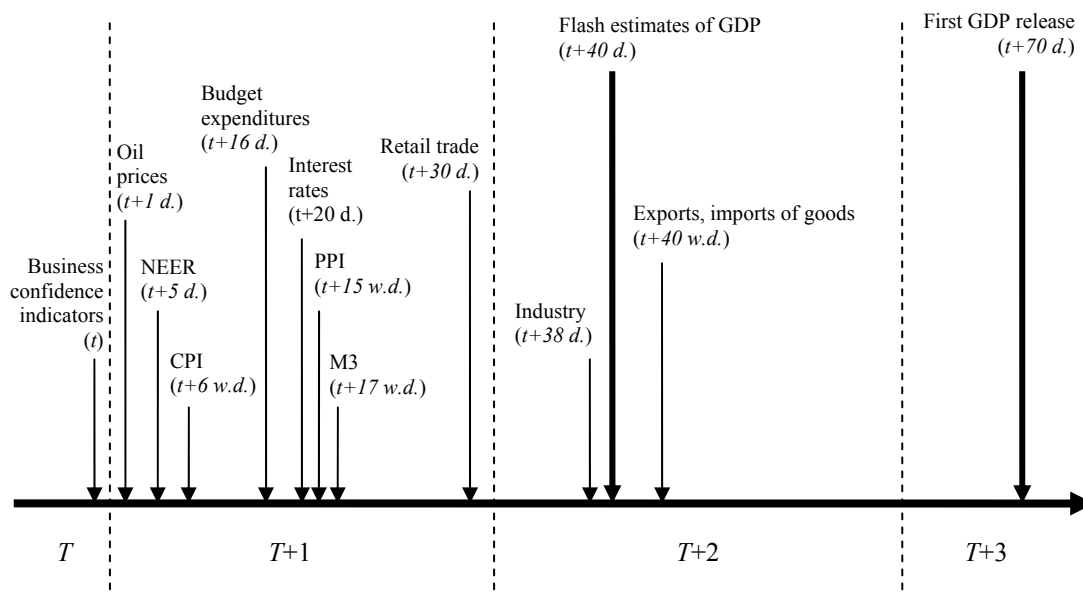 Flash estimates of GDP
(t+40 d.)
First GDP release
(t+70 d.)
Budget
expenditures
(t+16 d.)
Oil
prices
(t+1 d.)
Interest
rates
(t+20 d.)
Retail trade
(t+30 d.)
Exports, imports of goods
(t+40 w.d.)
Business
confidence
indicators
(t)
NEER
(t+5 d.)
PPI
(t+15 w.d.)
Industry
(t+38 d.)
CPI
(t+6 w.d.)
M3
(t+17 w.d.)
T
T+1
T+2
T+3